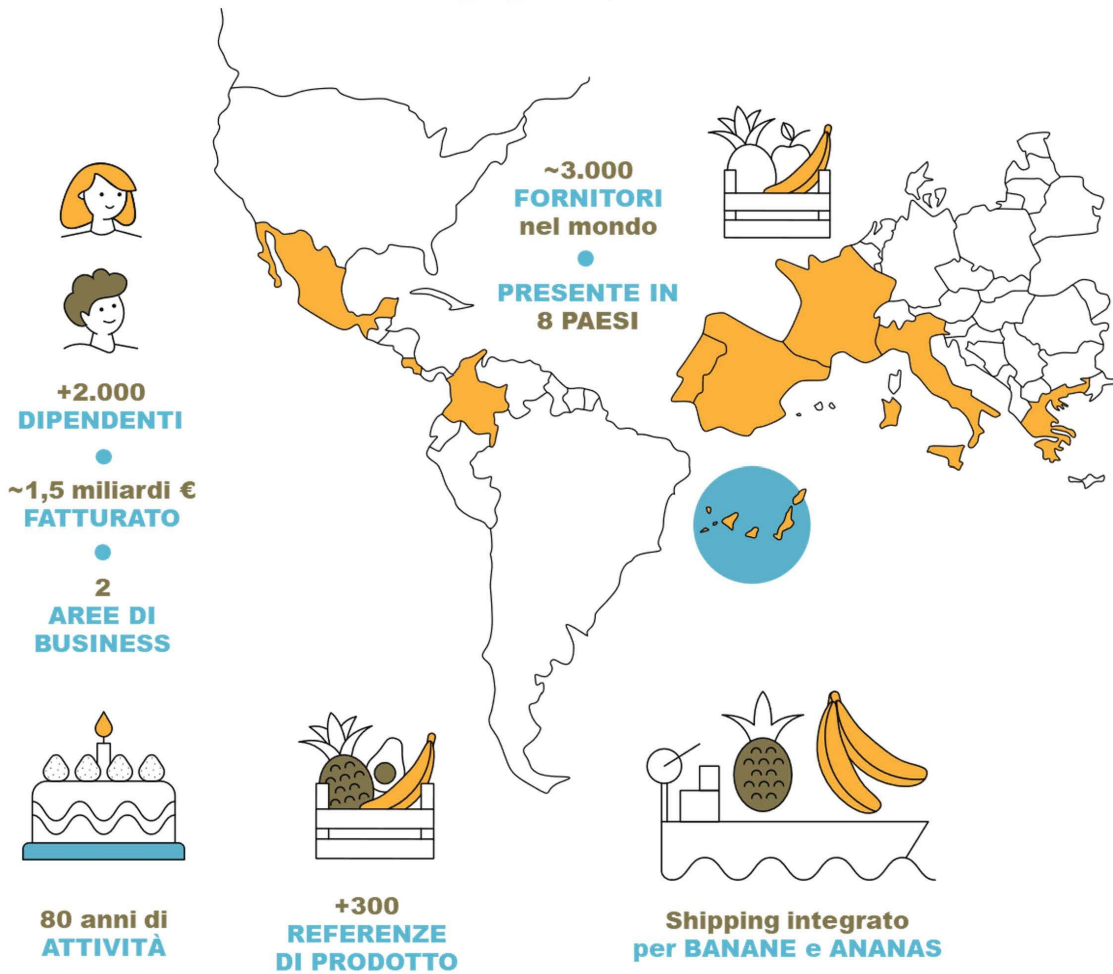 ~3.000
FORNITORI
nel mondo
PRESENTE IN
8 PAESI
+2.000
DIPENDENTI
~1,5 miliardi €
FATTURATO
2
AREE DI
BUSINESS
80 anni di
ATTIVITÀ
+300
REFERENZE
DI PRODOTTO
Shipping integrato
per BANANE e ANANAS